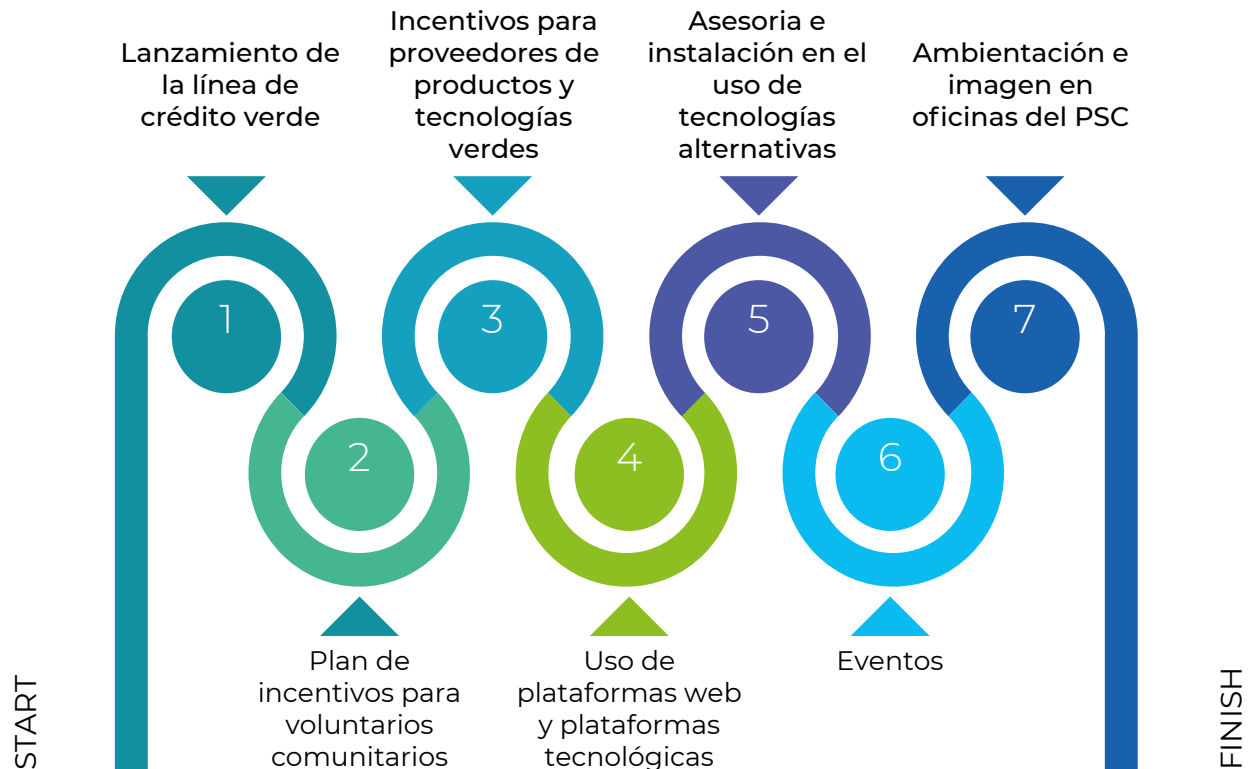 Lanzamiento de
la línea de
crédito verde
Incentivos para
proveedores de
productos y
tecnologías
verdes
Asesoria e
instalación en el
uso de
tecnologías
alternativas
Ambientación e
imagen en
oficinas del PSC
1
3
5
7
2
4
6
Plan de
incentivos para
voluntarios
comunitarios
Uso de
plataformas web
y plataformas
tecnológicas
Eventos
START
FINISH